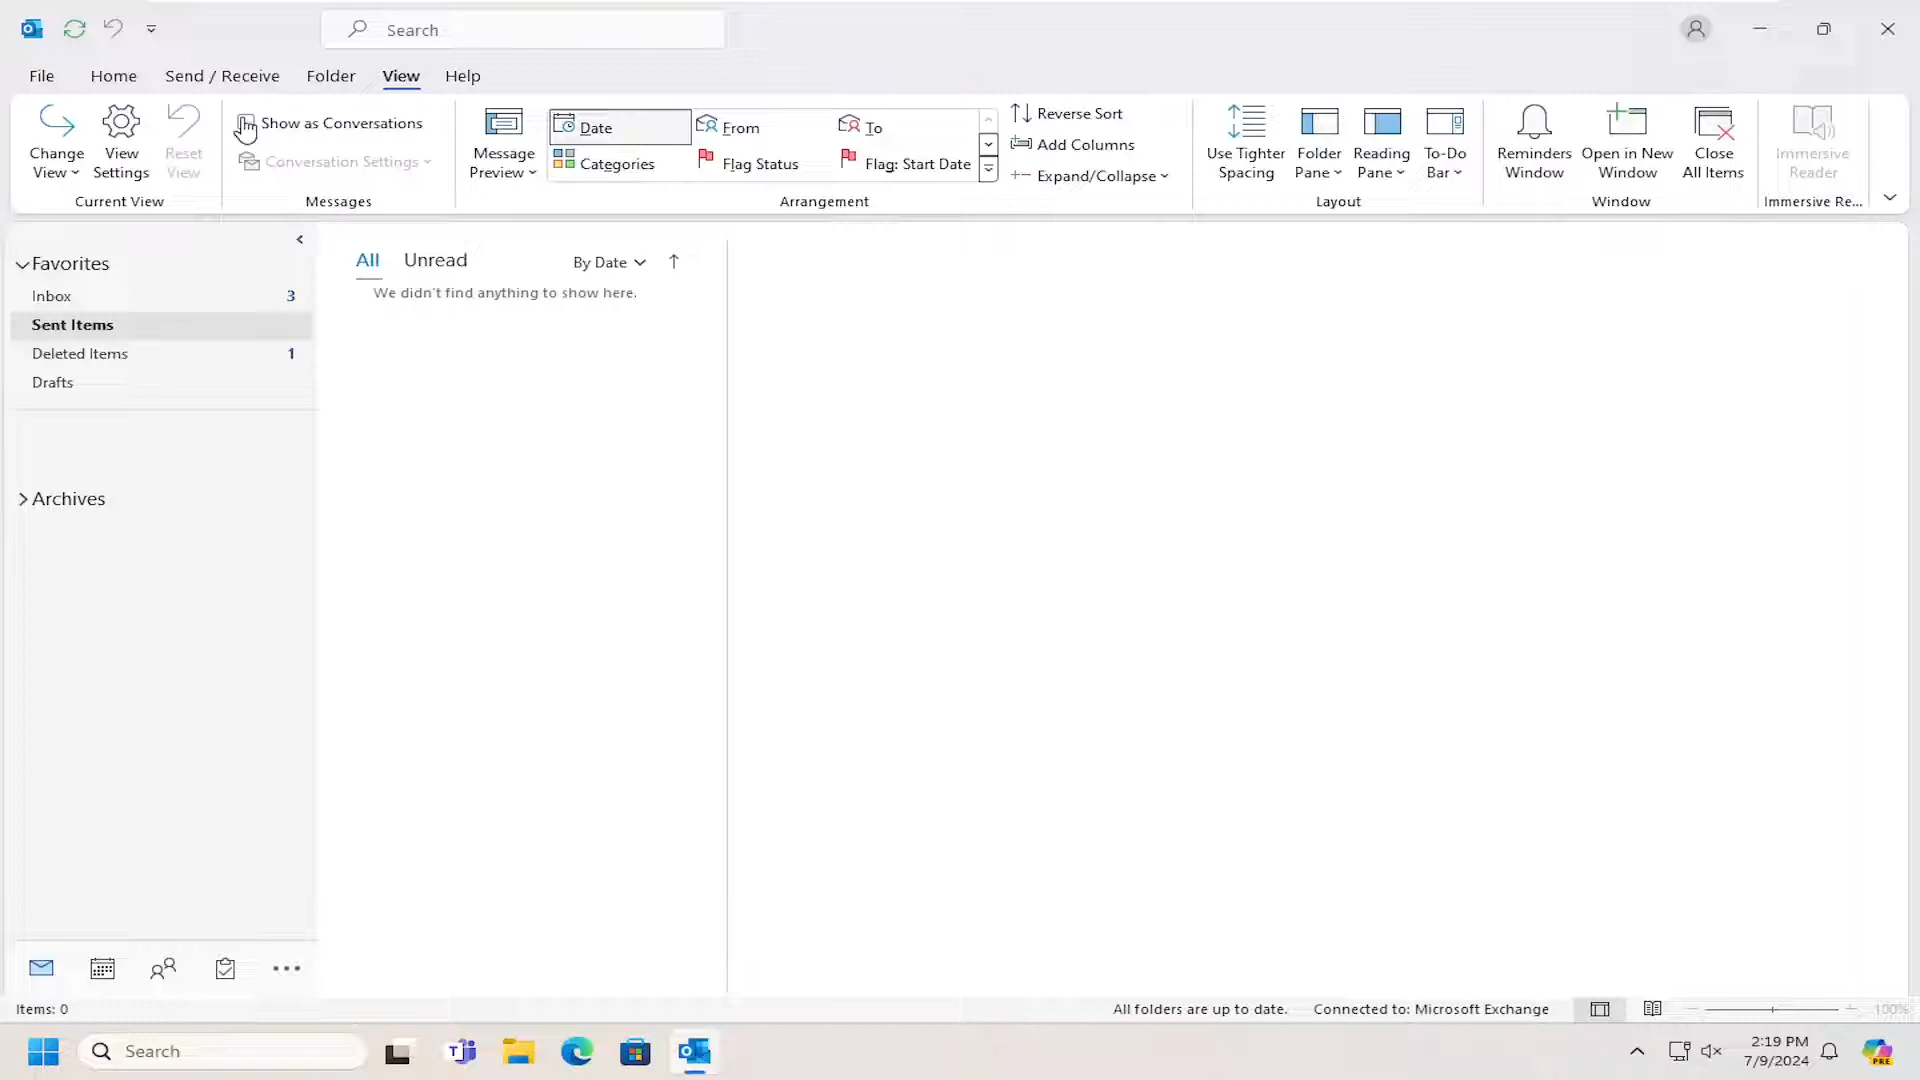 Search
File Home Send / Receive Folder View Help
Change View
View Settings
Reset View
Current View
Show as Conversations
Conversation Settings
Messages
Message Preview
Date From To
Categories Flag Status Flag: Start Date
Reverse Sort
Add Columns
Expand/Collapse
Arrangement
Use Tighter Spacing
Folder Pane
Reading Pane
To-Do Bar
Layout
Reminders Window
Open in New Window
Close All Items
Window
Immersive Reader
Immersive Re...
Favorites
Inbox 3
Sent Items
Deleted Items 1
Drafts
Archives
All Unread By Date
We didn't find anything to show here.
Items: 0 All folders are up to date. Connected to: Microsoft Exchange 100%
Search
2:19 PM
7/9/2024
PRE